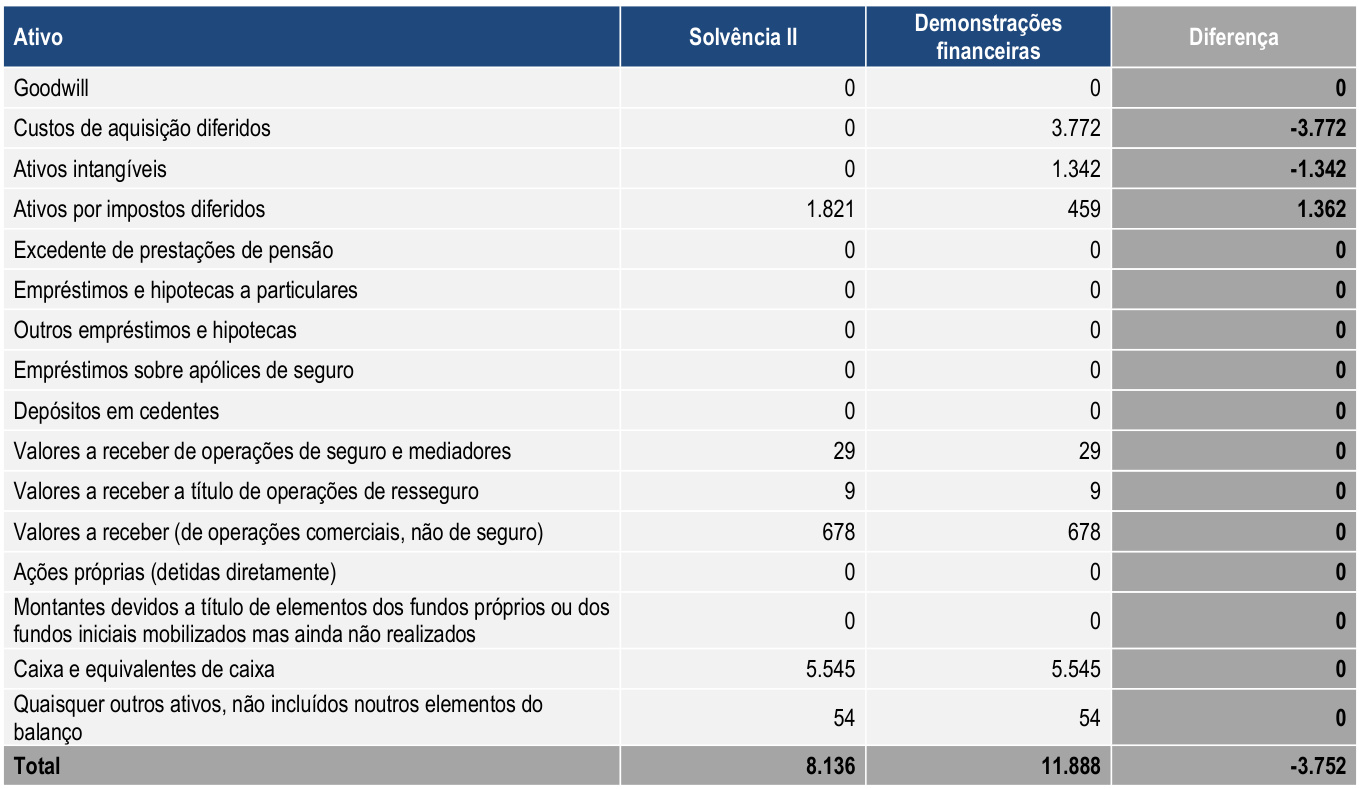 Ativo Solvência II Demonstrações financeiras Diferença
Goodwill 0 0 0
Custos de aquisição diferidos 0 3.772 -3.772
Ativos intangíveis 0 1.342 -1.342
Ativos por impostos diferidos 1.821 459 1.362
Excedente de prestações de pensão 0 0 0
Empréstimos e hipotecas a particulares 0 0 0
Outros empréstimos e hipotecas 0 0 0
Empréstimos sobre apólices de seguro 0 0 0
Depósitos em cedentes 0 0 0
Valores a receber de operações de seguro e mediadores 29 29 0
Valores a receber a título de operações de resseguro 9 9 0
Valores a receber (de operações comerciais, não de seguro) 678 678 0
Ações próprias (detidas diretamente) 0 0 0
Montantes devidos a título de elementos dos fundos próprios ou dos
fundos iniciais mobilizados mas ainda não realizados 0 0 0
Caixa e equivalentes de caixa 5.545 5.545 0
Quaisquer outros ativos, não incluídos noutros elementos do
balanço 54 54 0
Total 8.136 11.888 -3.752